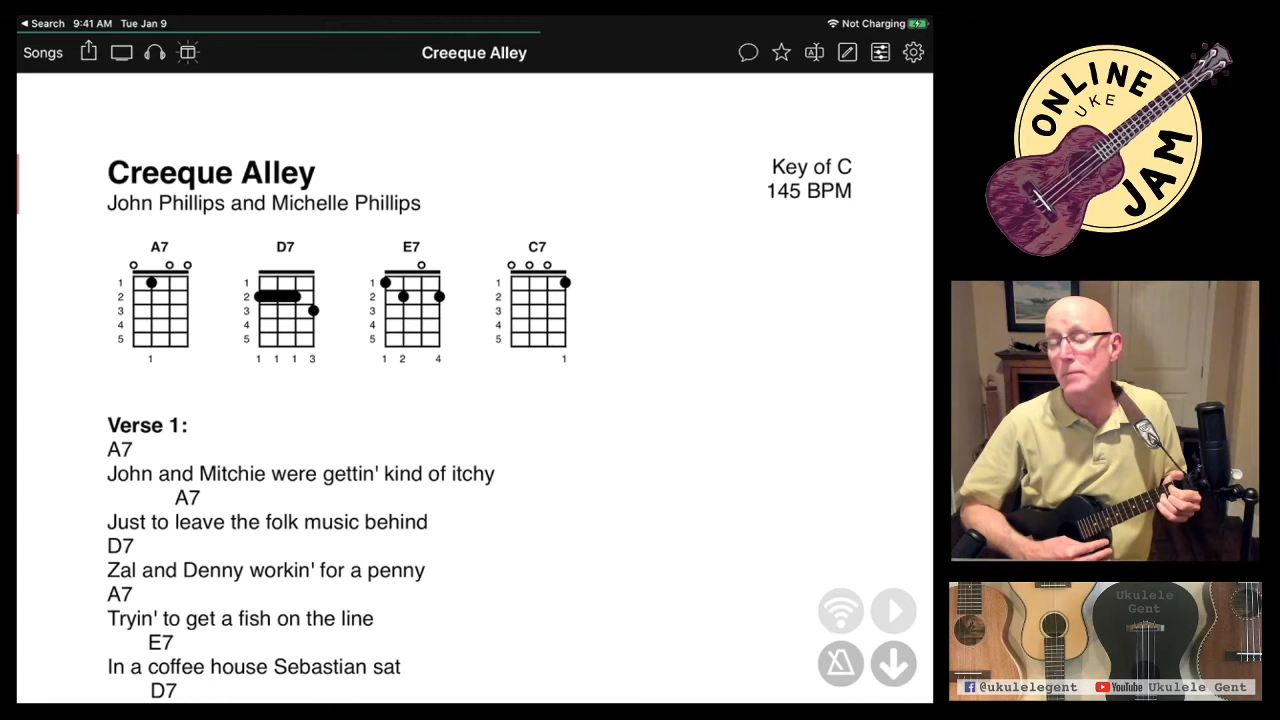 Search 9:41 AM Tue Jan 9 Not Charging
Songs Creeque Alley
Creeque Alley
Key of C
John Phillips and Michelle Phillips
145 BPM
A7 D7 E7 C7
1 1 1 1
2 2 2 2
3 3 3 3
4 4 4 4
5 5 5 5
1 1 1 1 3 1 2 4 1
Verse 1:
A7
John and Mitchie were gettin' kind of itchy
A7
Just to leave the folk music behind
D7
Zal and Denny workin' for a penny
A7
Tryin' to get a fish on the line
E7
In a coffee house Sebastian sat
D7
ONLINE
UKE
JAM
Ukulele
Gent
@ukulelegent YouTube Ukulele Gent